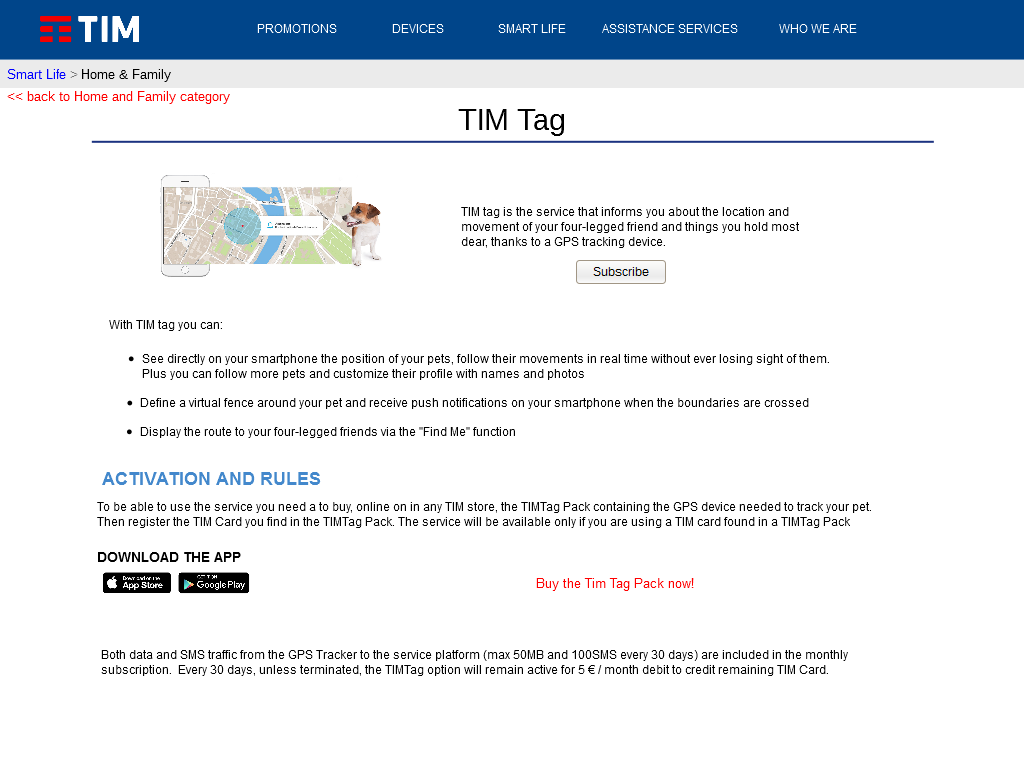 TIM
PROMOTIONS
DEVICES
SMART LIFE
ASSISTANCE SERVICES
WHO WE ARE
Smart Life > Home & Family
<< back to Home and Family category
TIM Tag
TIM tag is the service that informs you about the location and
movement of your four-legged friend and things you hold most
dear, thanks to a GPS tracking device.
Subscribe
With TIM tag you can:
• See directly on your smartphone the position of your pets, follow their movements in real time without ever losing sight of them.
Plus you can follow more pets and customize their profile with names and photos
• Define a virtual fence around your pet and receive push notifications on your smartphone when the boundaries are crossed
• Display the route to your four-legged friends via the "Find Me" function
ACTIVATION AND RULES
To be able to use the service you need a to buy, online on in any TIM store, the TIMTag Pack containing the GPS device needed to track your pet.
Then register the TIM Card you find in the TIMTag Pack. The service will be available only if you are using a TIM card found in a TIMTag Pack
DOWNLOAD THE APP
Download on the
App Store
GET IT ON
Google Play
Buy the Tim Tag Pack now!
Both data and SMS traffic from the GPS Tracker to the service platform (max 50MB and 100SMS every 30 days) are included in the monthly
subscription. Every 30 days, unless terminated, the TIMTag option will remain active for 5 € / month debit to credit remaining TIM Card.